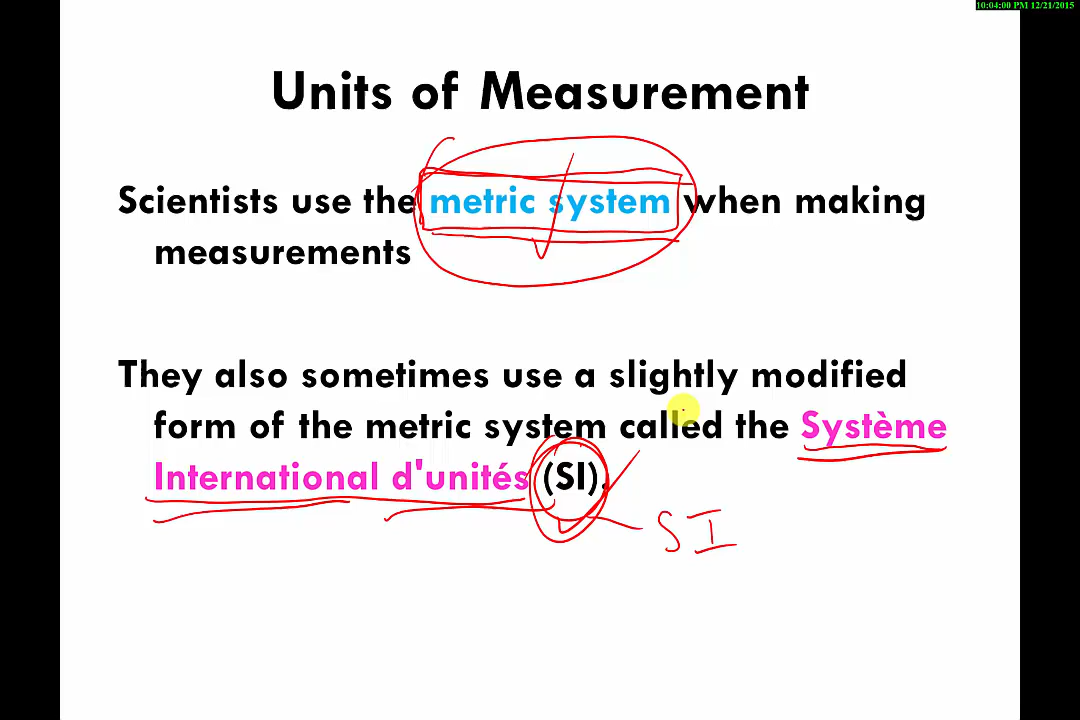 10:04:00 PM 12/21/2015
Units of Measurement
Scientists use the metric system when making
measurements
They also sometimes use a slightly modified
form of the metric system called the Système
International d'unités (SI).
SI